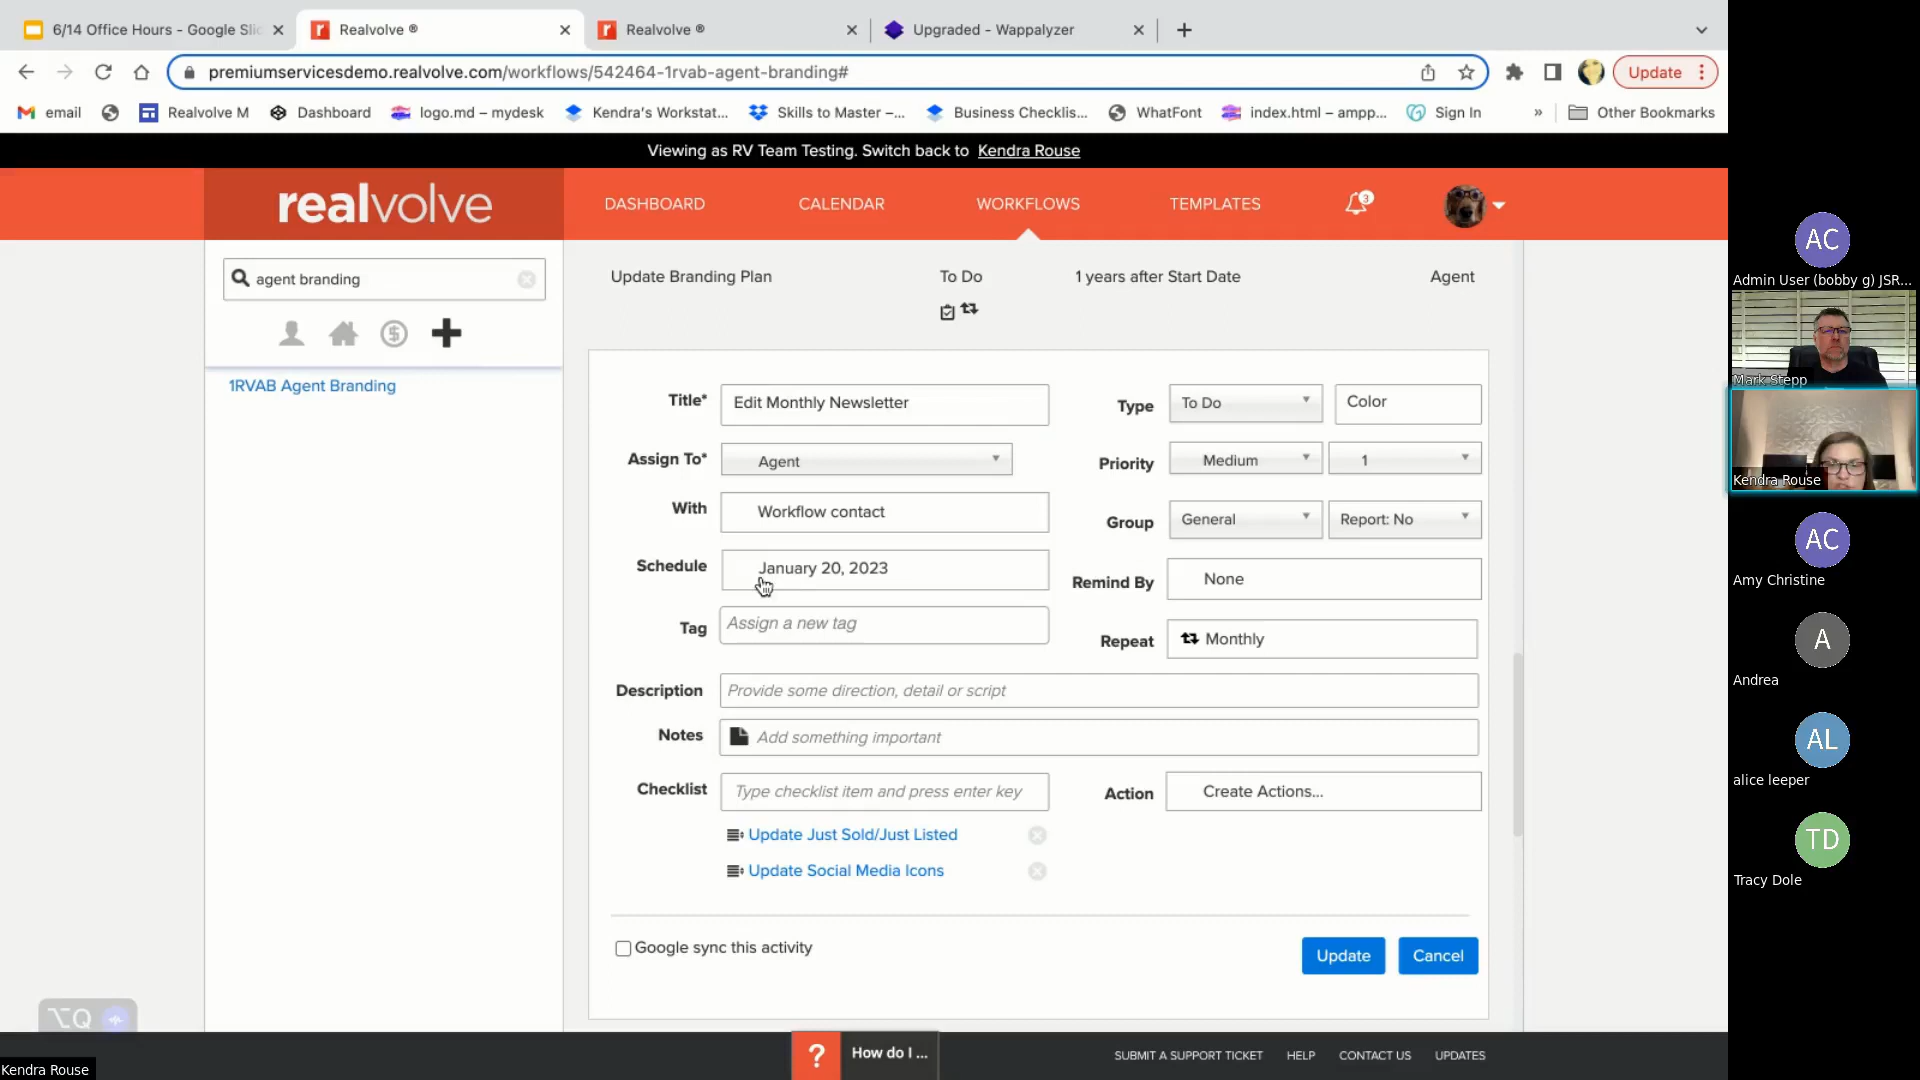 6/14 Office Hours - Google Slic
Realvolve ®
Realvolve ®
Upgraded - Wappalyzer
premiumservicesdemo.realvolve.com/workflows/542464-1rvab-agent-branding#
Update
email
Realvolve M
Dashboard
logo.md – mydesk
Kendra's Workstat...
Skills to Master –...
Business Checklis...
WhatFont
index.html – ampp...
Sign In
»
Other Bookmarks
Viewing as RV Team Testing. Switch back to Kendra Rouse
realvolve
DASHBOARD
CALENDAR
WORKFLOWS
TEMPLATES
3
agent branding
1RVAB Agent Branding
Update Branding Plan
To Do
1 years after Start Date
Agent
Title*
Edit Monthly Newsletter
Type
To Do
Color
Assign To*
Agent
Priority
Medium
1
With
Workflow contact
Group
General
Report: No
Schedule
January 20, 2023
Remind By
None
Tag
Assign a new tag
Repeat
Monthly
Description
Provide some direction, detail or script
Notes
Add something important
Checklist
Type checklist item and press enter key
Action
Create Actions...
Update Just Sold/Just Listed
Update Social Media Icons
Google sync this activity
Update
Cancel
⌥Q
?
How do I ...
SUBMIT A SUPPORT TICKET
HELP
CONTACT US
UPDATES
Kendra Rouse
AC
Admin User (bobby g) JSR...
Mark Stepp
Kendra Rouse
AC
Amy Christine
A
Andrea
AL
alice leeper
TD
Tracy Dole